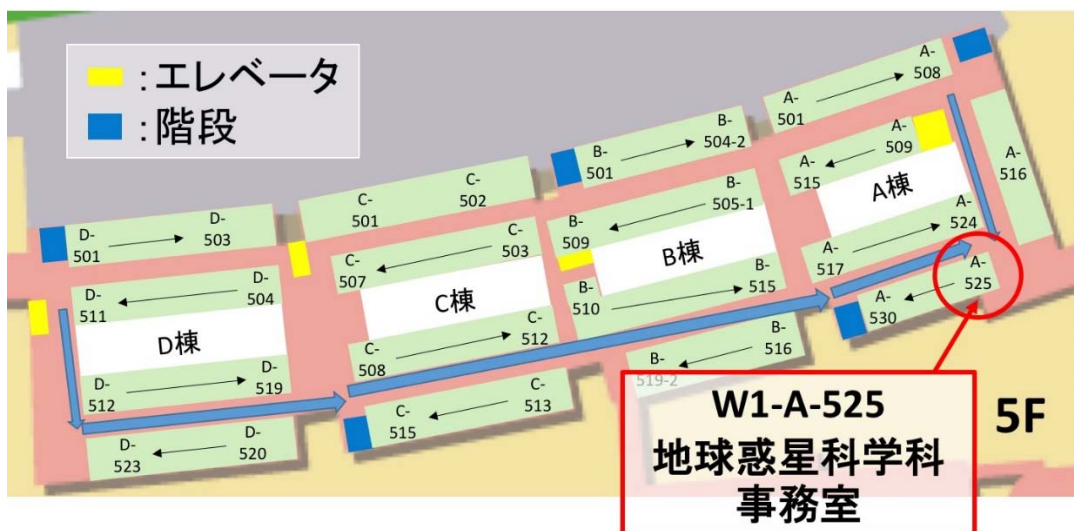 ：エレベータ
：階段
A-
508
A-
501
B-
504-2
B-
501
A-
509
A-
515
A-
516
A棟
C-
502
C-
501
B-
505-1
B-
509
A-
524
A-
517
D-
503
D-
501
C-
503
C-
507
B棟
A-
525
A-
530
D-
504
D-
511
C棟
B-
515
B-
510
D棟
C-
512
C-
508
B-
516
B-
519-2
D-
519
D-
512
C-
513
C-
515
D-
520
D-
523
W1-A-525
地球惑星科学科
事務室
5F